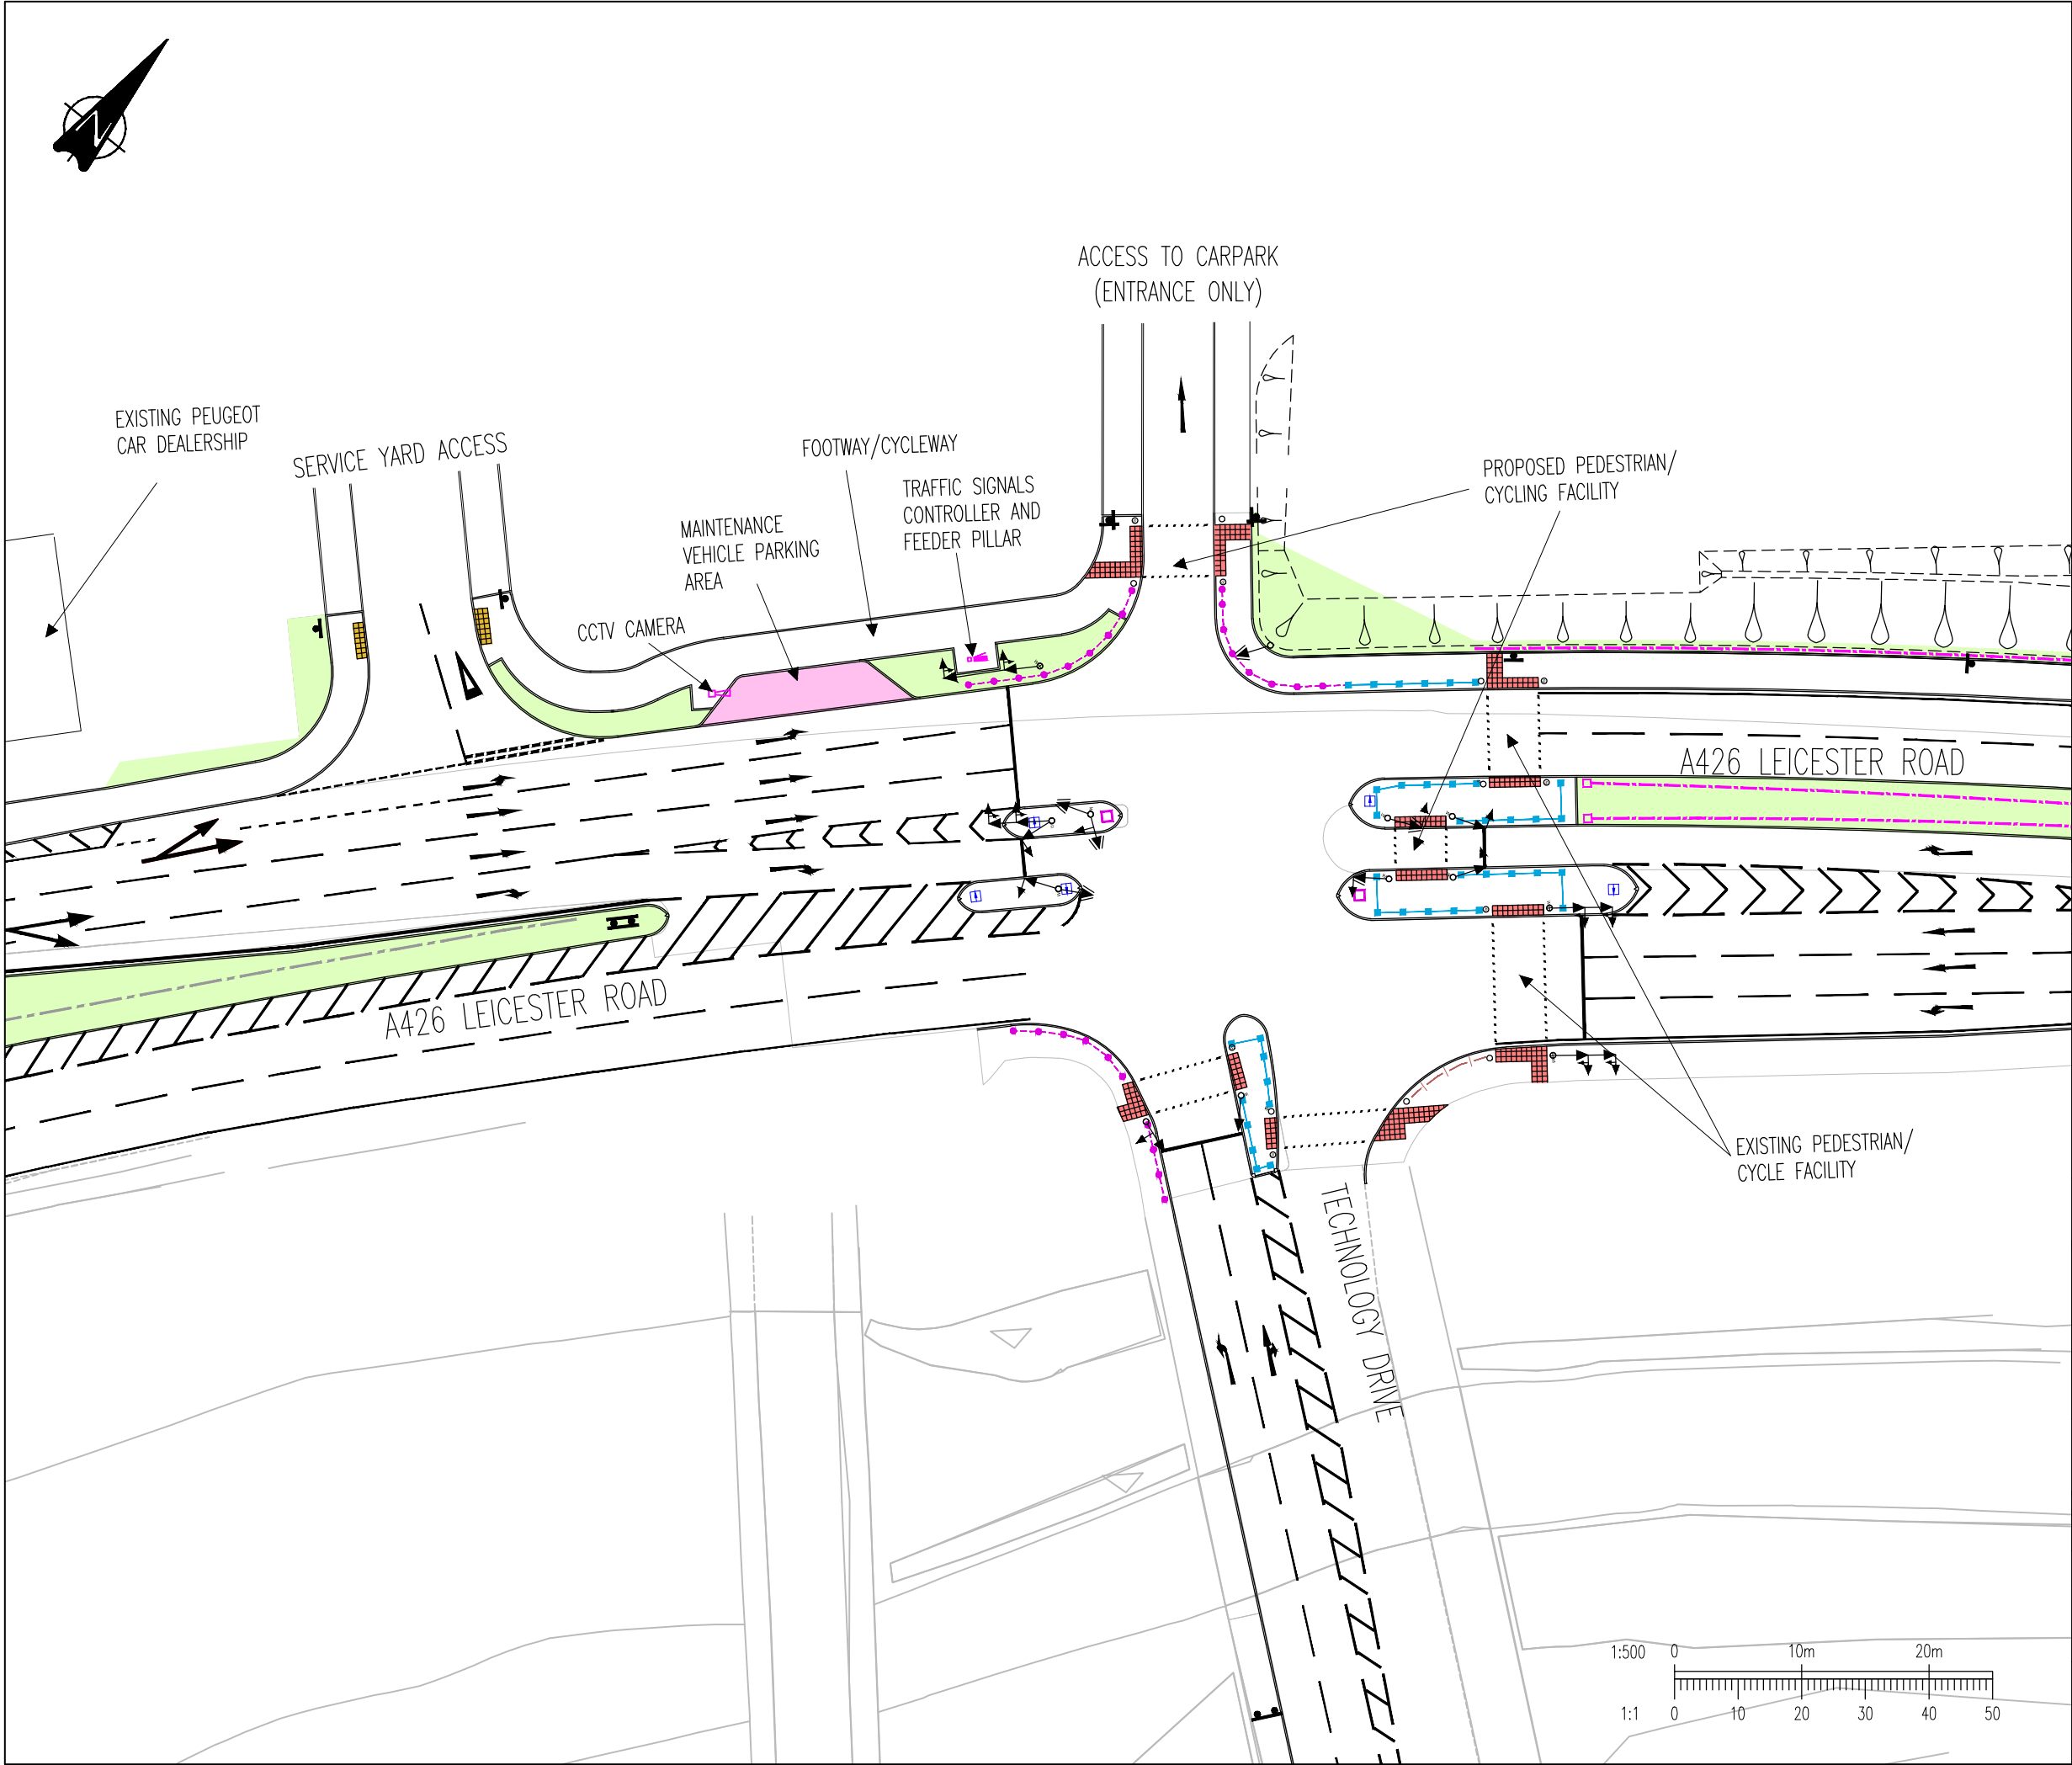 N
ACCESS TO CARPARK
(ENTRANCE ONLY)
EXISTING PEUGEOT
CAR DEALERSHIP
SERVICE YARD ACCESS
FOOTWAY/CYCLEWAY
TRAFFIC SIGNALS
CONTROLLER AND
FEEDER PILLAR
PROPOSED PEDESTRIAN/
CYCLING FACILITY
MAINTENANCE
VEHICLE PARKING
AREA
CCTV CAMERA
A426 LEICESTER ROAD
A426 LEICESTER ROAD
EXISTING PEDESTRIAN/
CYCLE FACILITY
TECHNOLOGY DRIVE
1:500 0 10m 20m
1:1 0 10 20 30 40 50